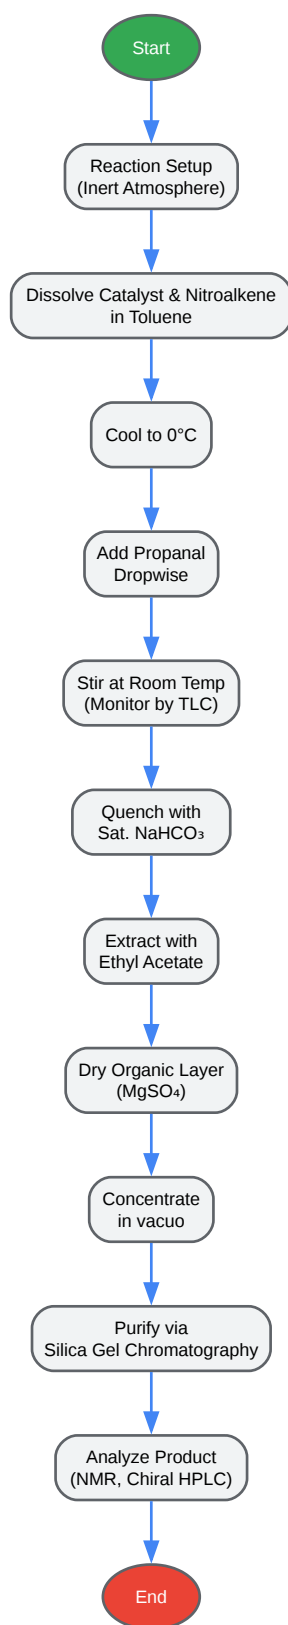 Start
Reaction Setup
(Inert Atmosphere)
Dissolve Catalyst & Nitroalkene
in Toluene
Cool to 0°C
Add Propanal
Dropwise
Stir at Room Temp
(Monitor by TLC)
Quench with
Sat. NaHCO₃
Extract with
Ethyl Acetate
Dry Organic Layer
(MgSO₄)
Concentrate
in vacuo
Purify via
Silica Gel Chromatography
Analyze Product
(NMR, Chiral HPLC)
End